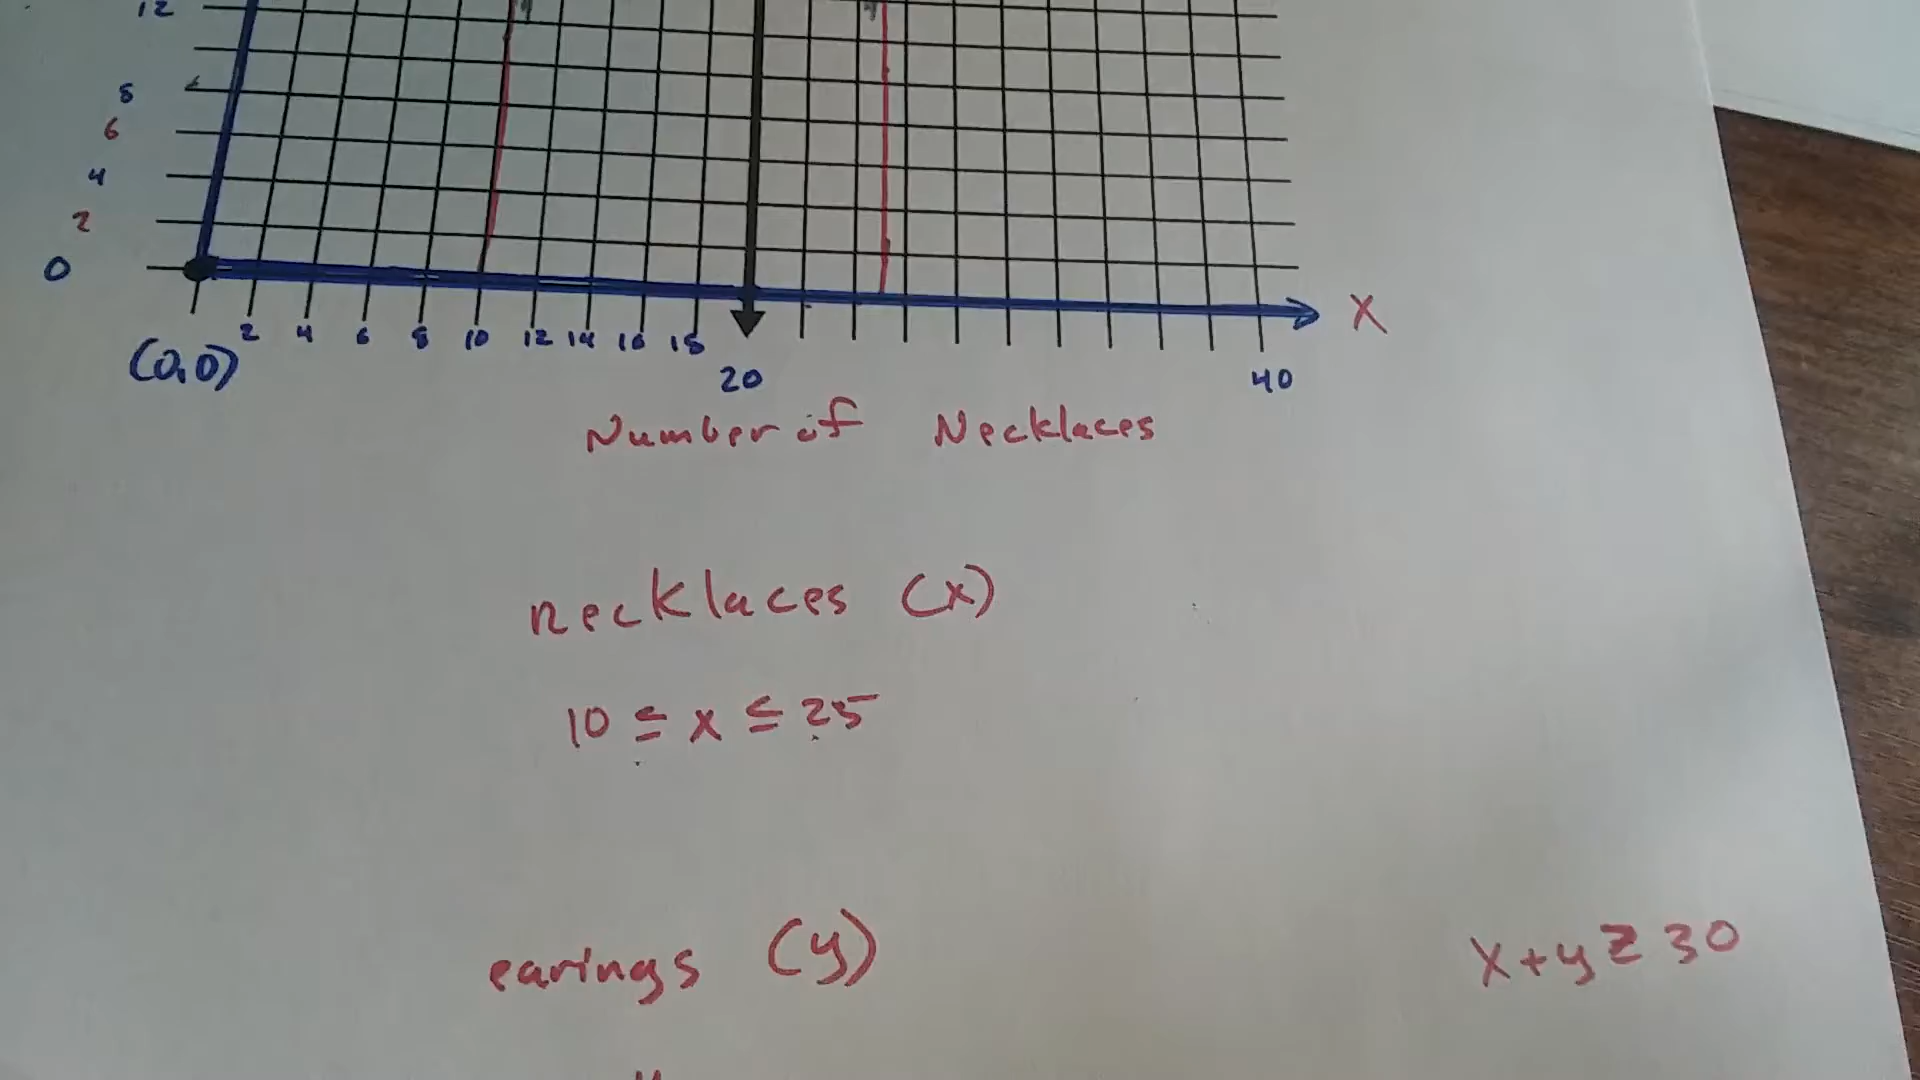 12
8
6
4
2
0
X
2 4 6 8 10 12 14 16 18
(0,0)
20 40
Number of Necklaces
necklaces (x)
10 ≤ x ≤ 25
earings (y)
x+y≥30